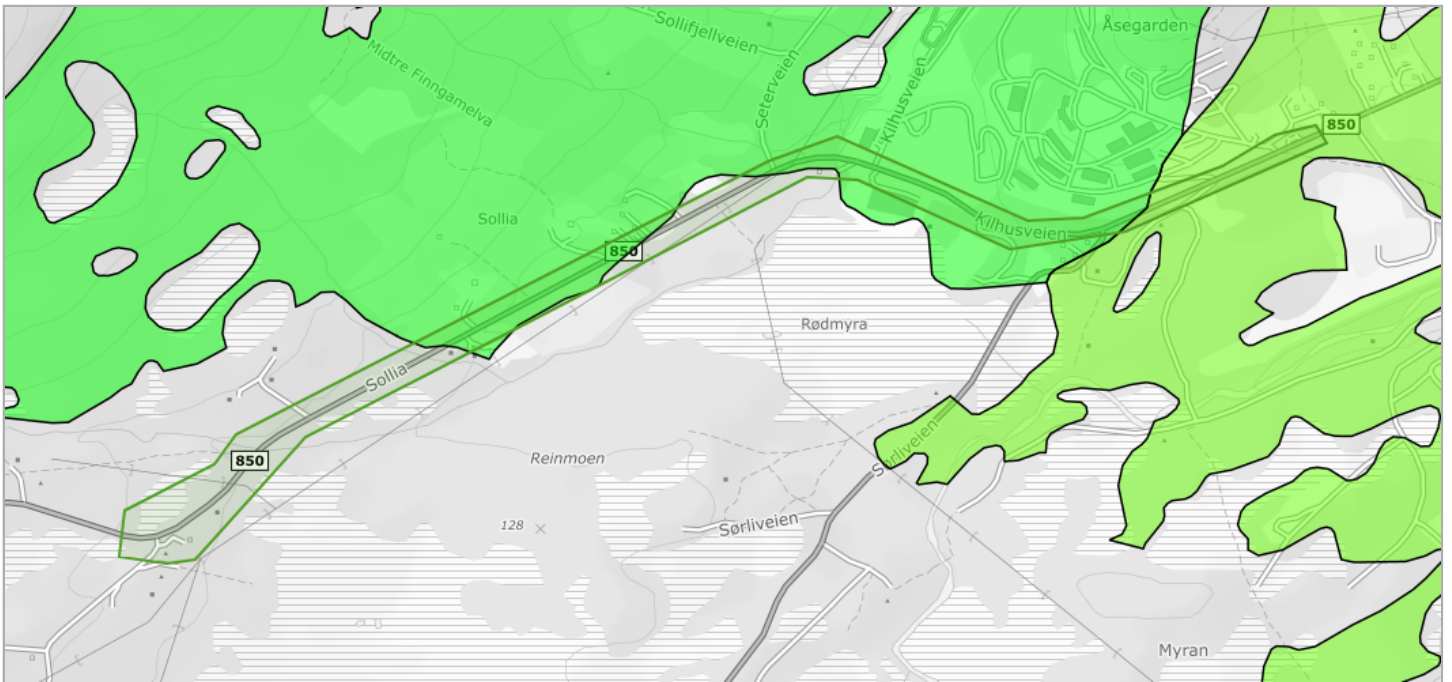 Sollifjellveien
Åsegarden
Midtre Finngamelva
Seterveien
Kilhusveien
850
Sollia
Kilhusveien
850
Rødmyra
Sollia
Sørliveien
850
Reinmoen
128
Sørliveien
Myran